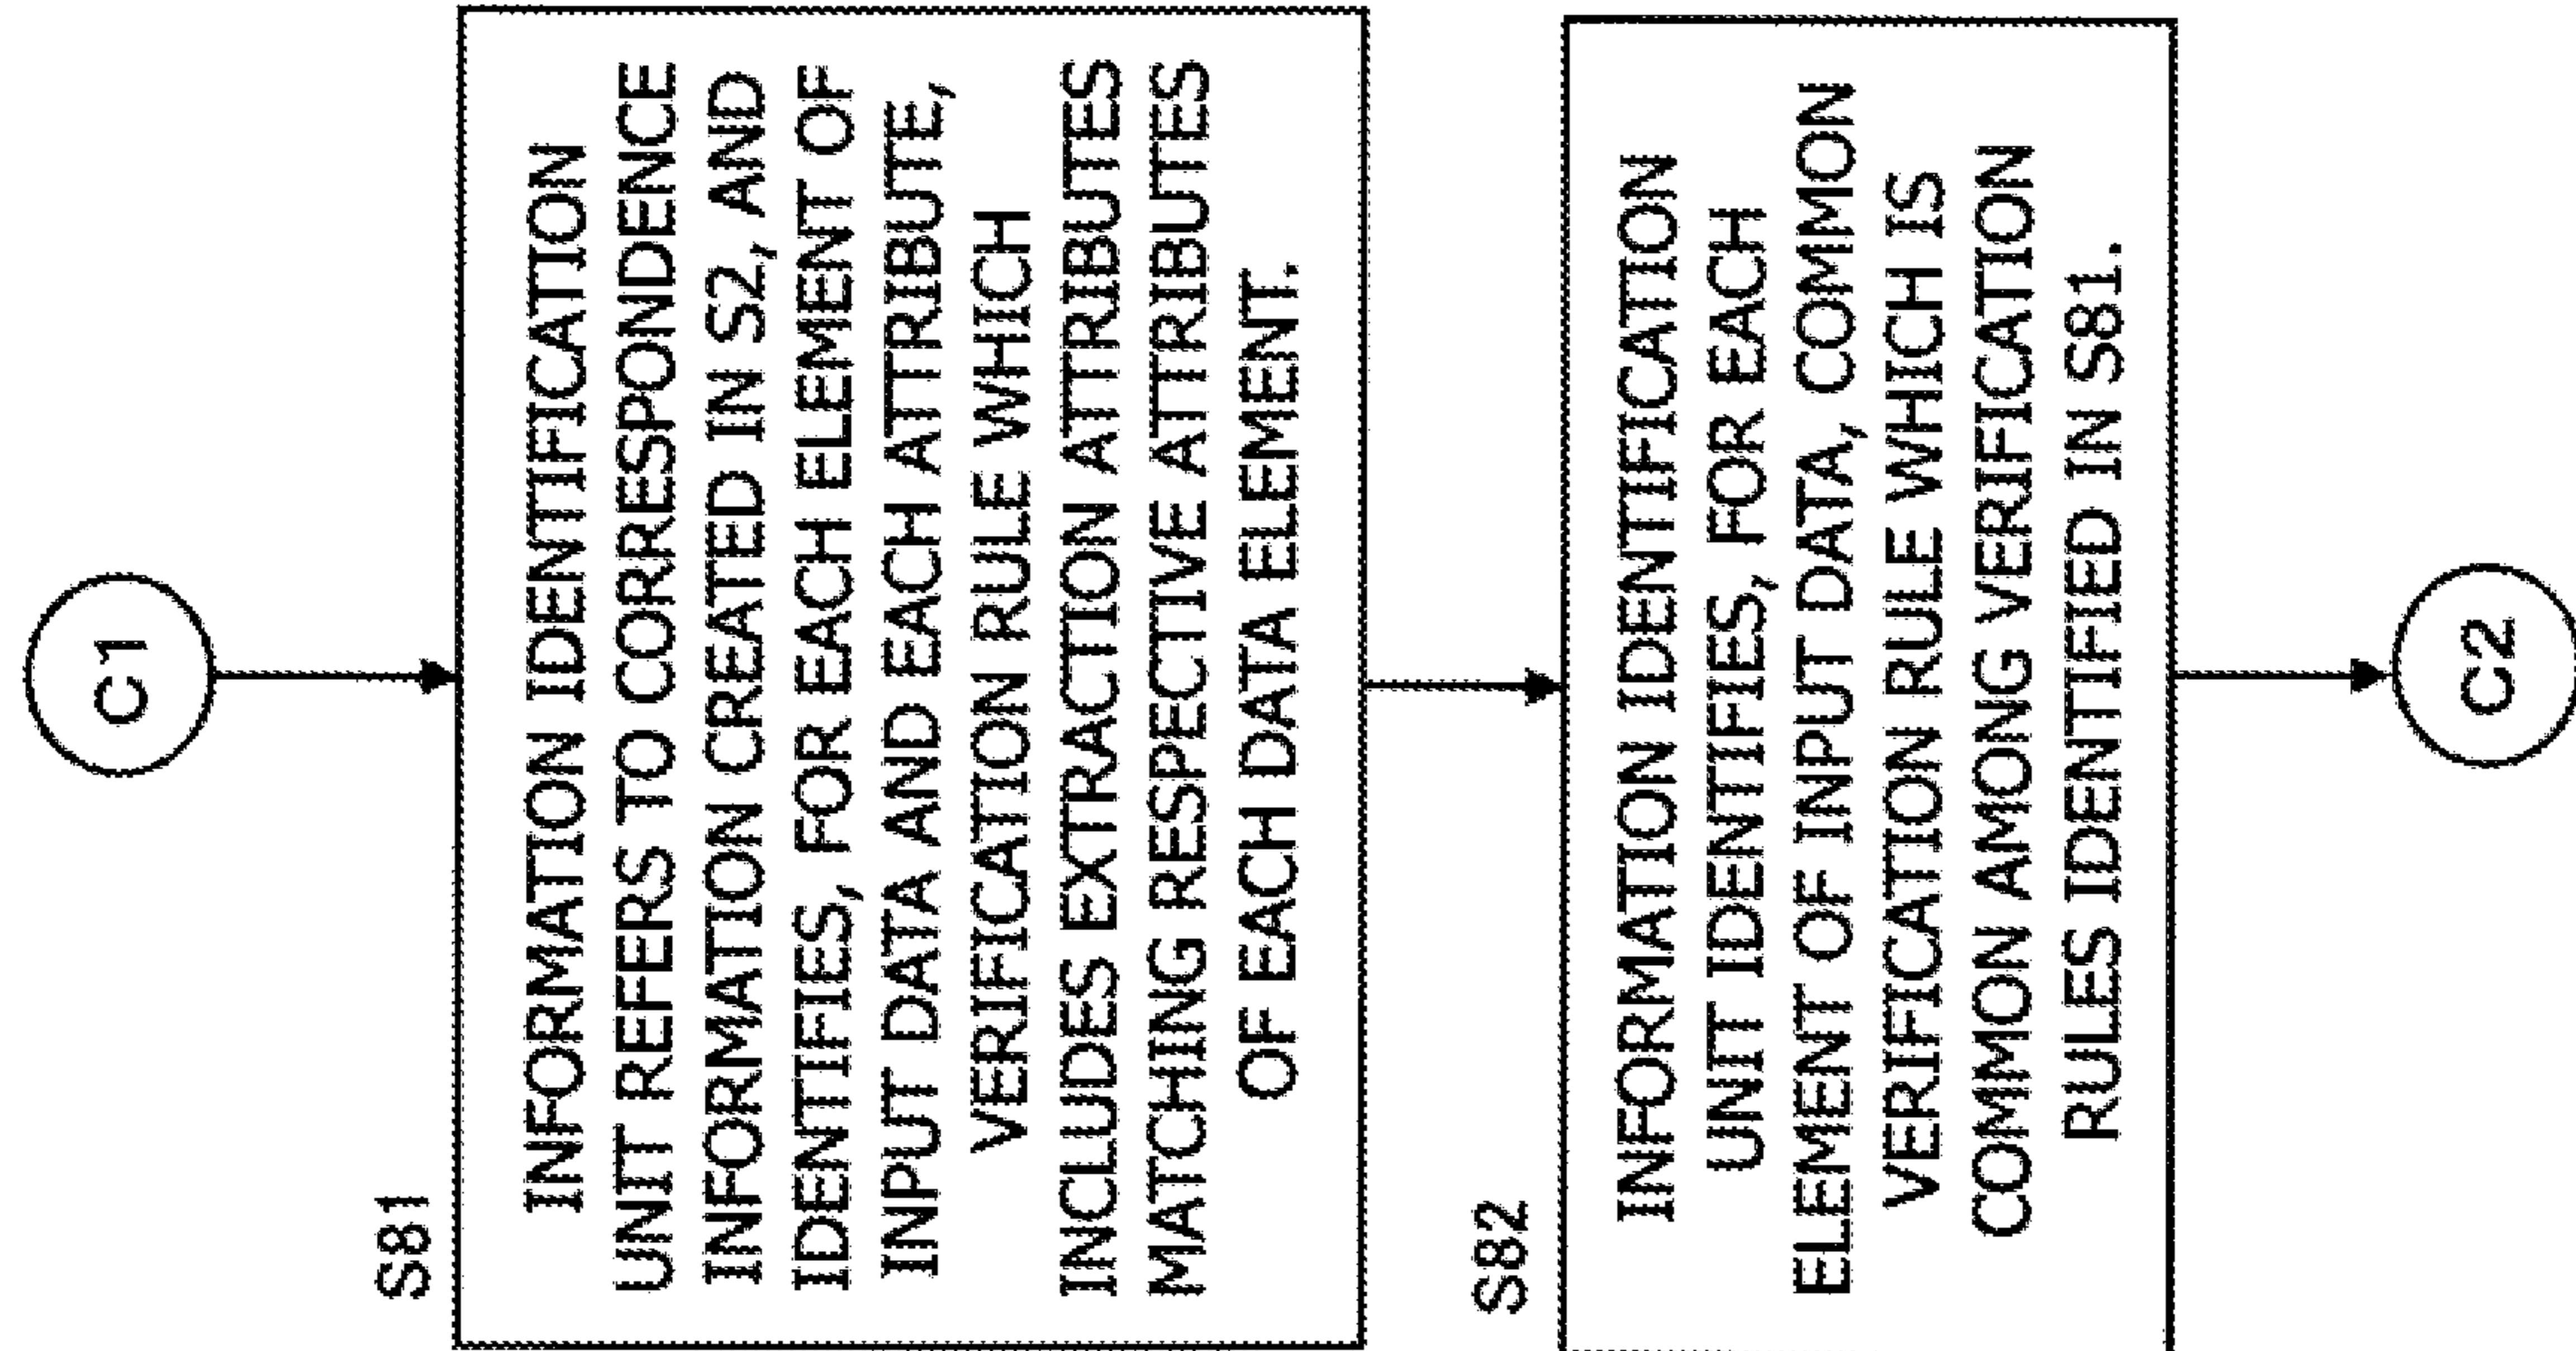 C1
S81
INFORMATION IDENTIFICATION
UNIT REFERS TO CORRESPONDENCE
INFORMATION CREATED IN S2, AND
IDENTIFIES, FOR EACH ELEMENT OF
INPUT DATA AND EACH ATTRIBUTE,
VERIFICATION RULE WHICH
INCLUDES EXTRACTION ATTRIBUTES
MATCHING RESPECTIVE ATTRIBUTES
OF EACH DATA ELEMENT.
S82
INFORMATION IDENTIFICATION
UNIT IDENTIFIES, FOR EACH
ELEMENT OF INPUT DATA, COMMON
VERIFICATION RULE WHICH IS
COMMON AMONG VERIFICATION
RULES IDENTIFIED IN S81.
C2